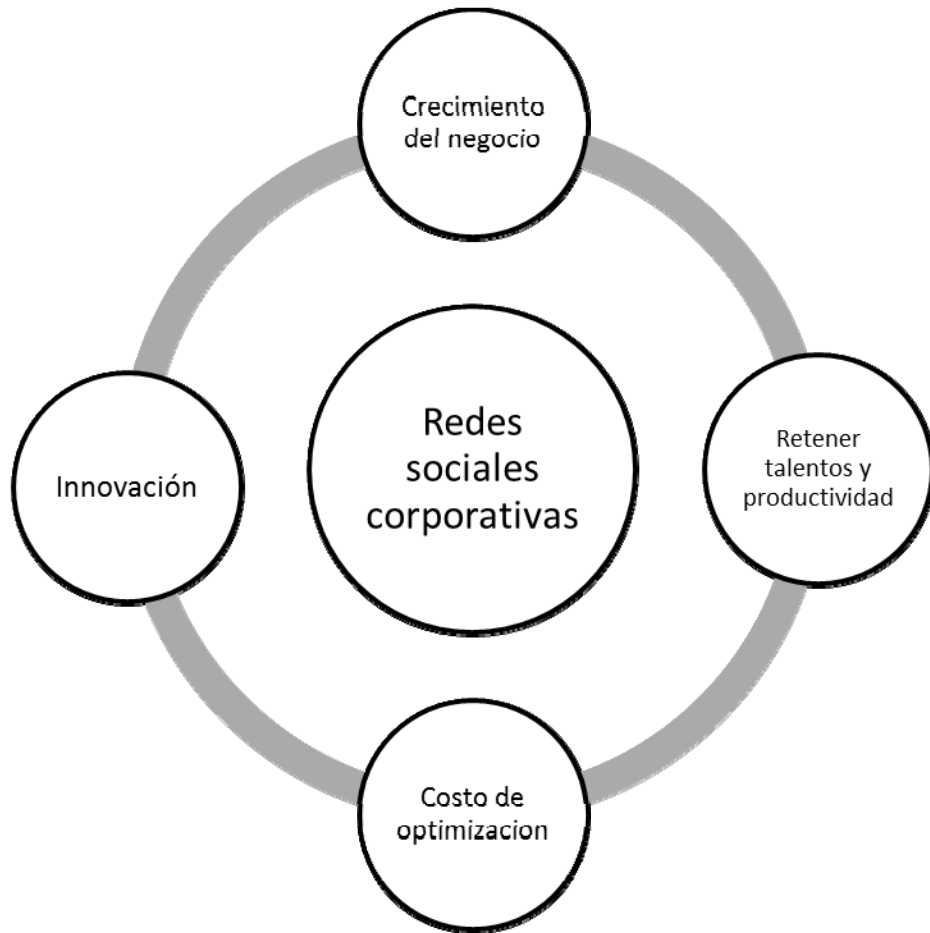 Crecimiento
del negocio
Redes
sociales
corporativas
Innovación
Retener
talentos y
productividad
Costo de
optimizacion